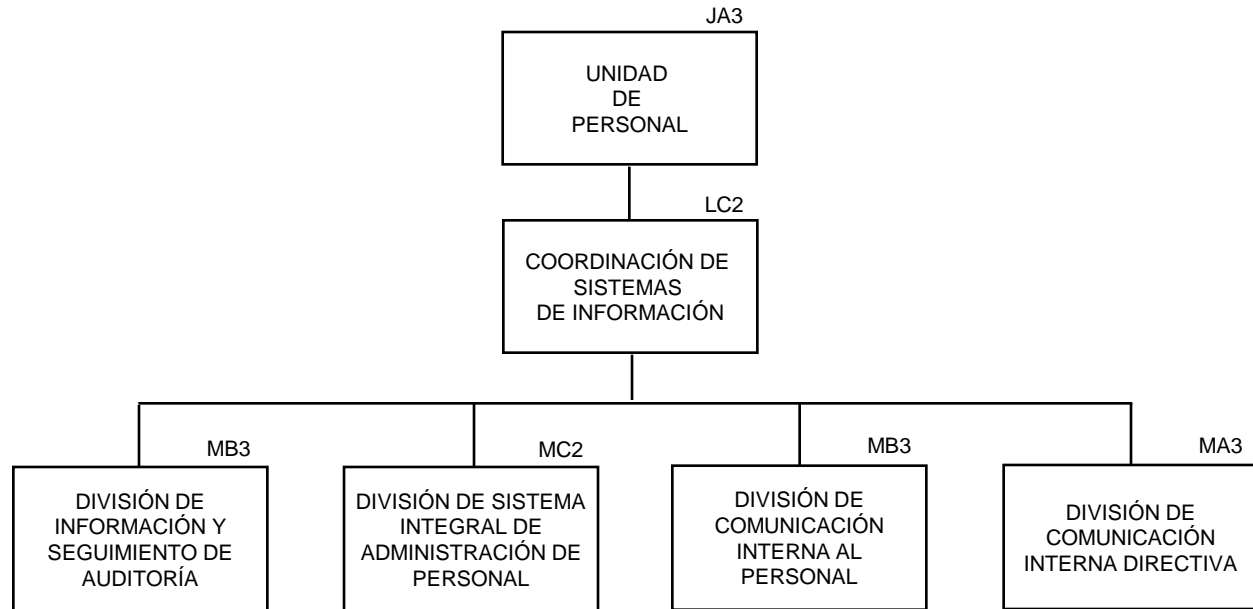 JA3
UNIDAD
DE
PERSONAL
LC2
COORDINACIÓN DE
SISTEMAS
DE INFORMACIÓN
MB3
DIVISIÓN DE
INFORMACIÓN Y
SEGUIMIENTO DE
AUDITORÍA
MC2
DIVISIÓN DE SISTEMA
INTEGRAL DE
ADMINISTRACIÓN DE
PERSONAL
MB3
DIVISIÓN DE
COMUNICACIÓN
INTERNA AL
PERSONAL
MA3
DIVISIÓN DE
COMUNICACIÓN
INTERNA DIRECTIVA